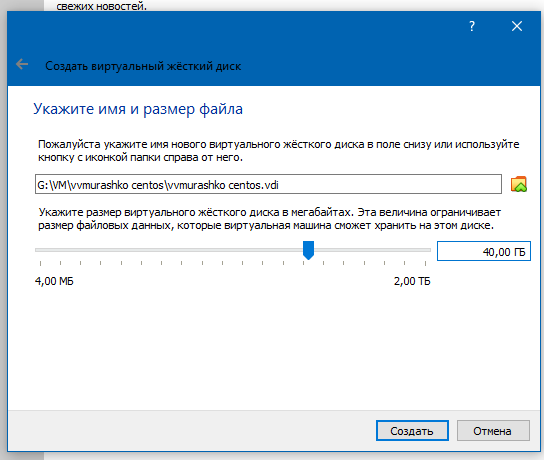 свежих новостей.
?
Создать виртуальный жёсткий диск
Укажите имя и размер файла
Пожалуйста укажите имя нового виртуального жёсткого диска в поле снизу или используйте
кнопку с иконкой папки справа от него.
G:\VM\vvmurashko centos\vvmurashko centos.vdi
Укажите размер виртуального жёсткого диска в мегабайтах. Эта величина ограничивает
размер файловых данных, которые виртуальная машина сможет хранить на этом диске.
40,00 ГБ
4,00 МБ 2,00 ТБ
Создать Отмена